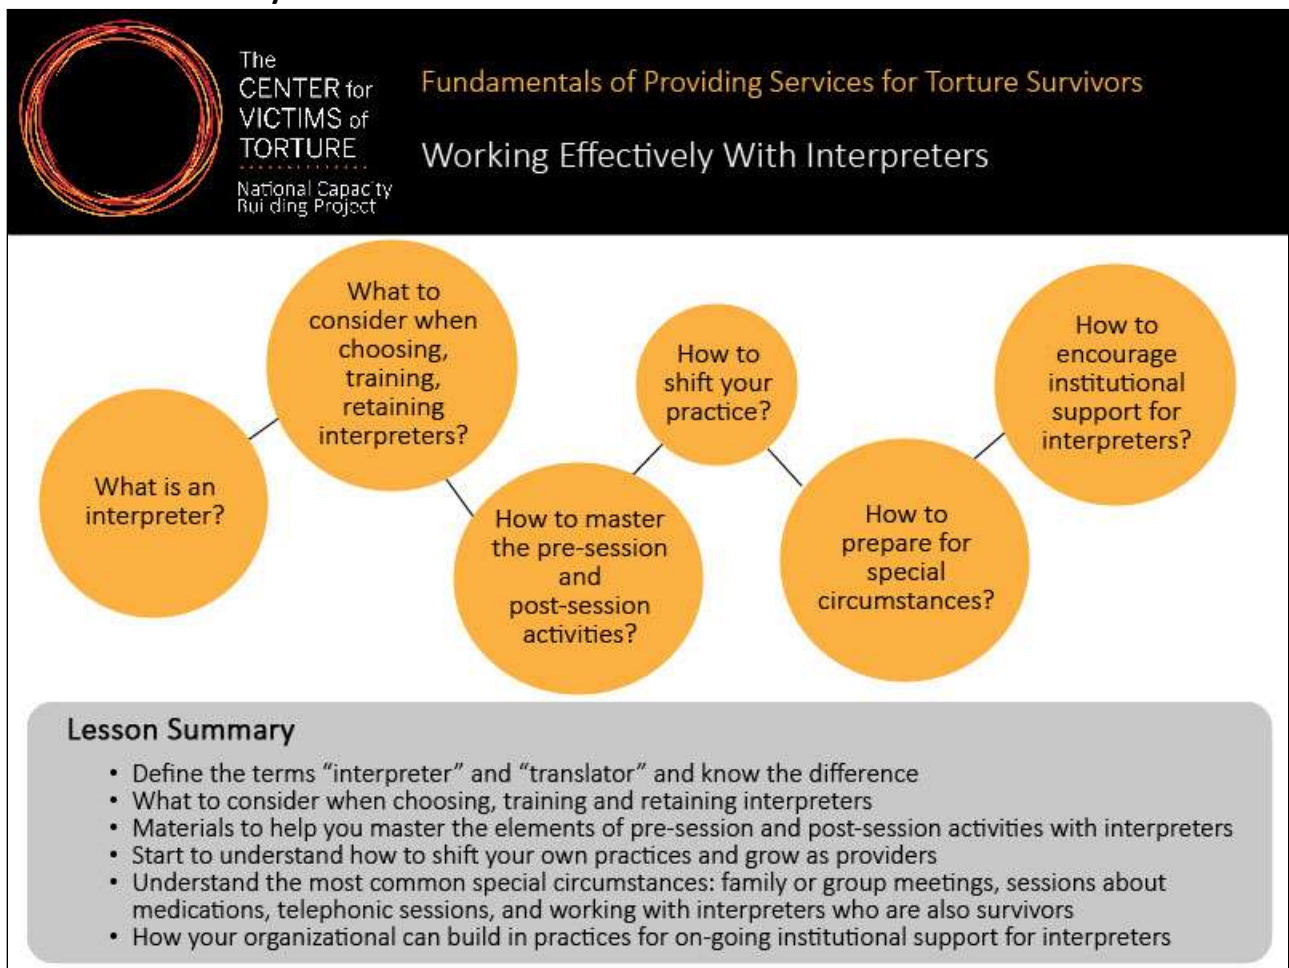 The
CENTER for
VICTIMS of
TORTURE
National Capacity
Building Project
Fundamentals of Providing Services for Torture Survivors
Working Effectively With Interpreters
What is an
interpreter?
What to
consider when
choosing,
training,
retaining
interpreters?
How to master
the pre-session
and
post-session
activities?
How to
shift your
practice?
How to
prepare for
special
circumstances?
How to
encourage
institutional
support for
interpreters?
Lesson Summary
• Define the terms “interpreter” and “translator” and know the difference
• What to consider when choosing, training and retaining interpreters
• Materials to help you master the elements of pre-session and post-session activities with interpreters
• Start to understand how to shift your own practices and grow as providers
• Understand the most common special circumstances: family or group meetings, sessions about
medications, telephonic sessions, and working with interpreters who are also survivors
• How your organizational can build in practices for on-going institutional support for interpreters